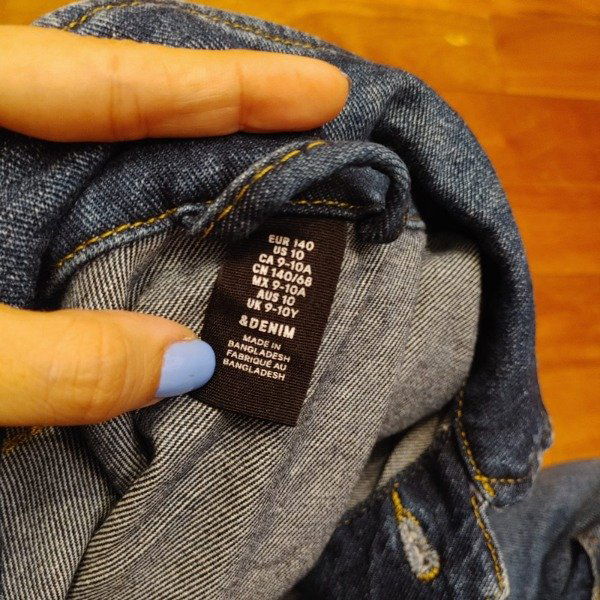 EUR 140
US 10
CA 9-10A
CN 140/68
MX 9-10A
AUS 10
UK 9-10Y
&DENIM
MADE IN
BANGLADESH
FABRIQUÉ AU
BANGLADESH